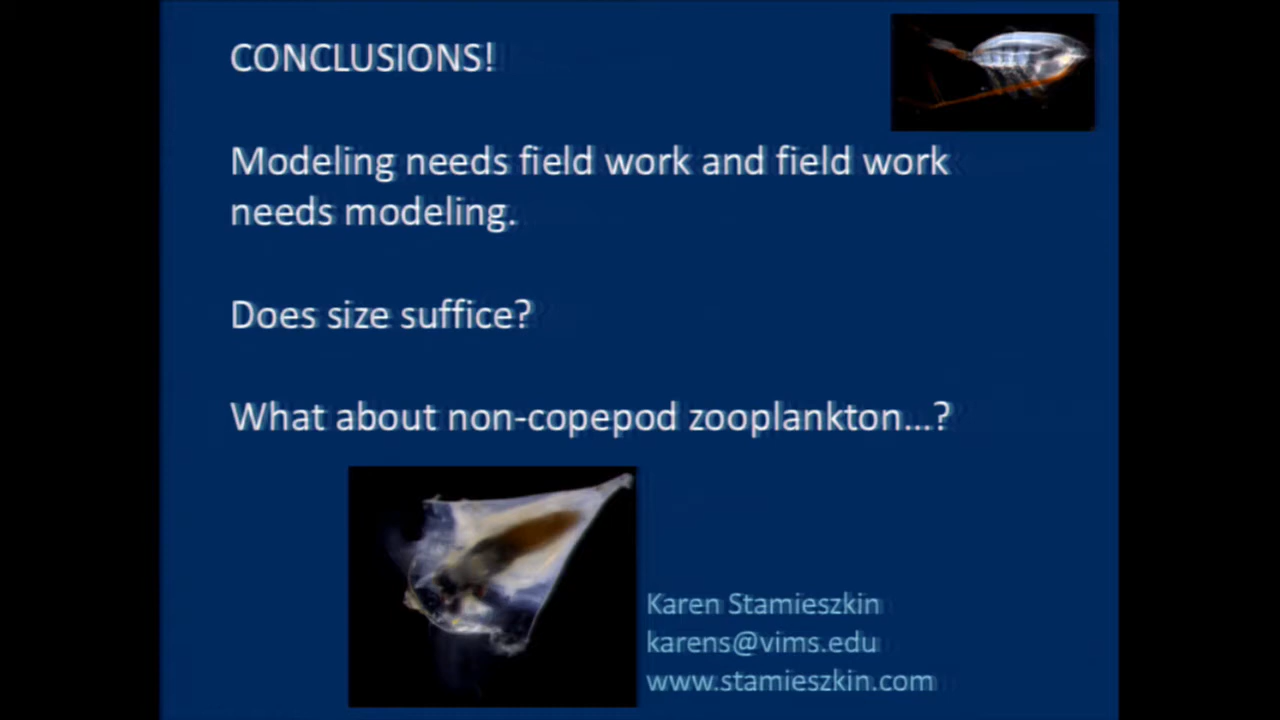 CONCLUSIONS!
Modeling needs field work and field work
needs modeling.
Does size suffice?
What about non-copepod zooplankton...?
Karen Stamieszkin
karens@vims.edu
www.stamieszkin.com